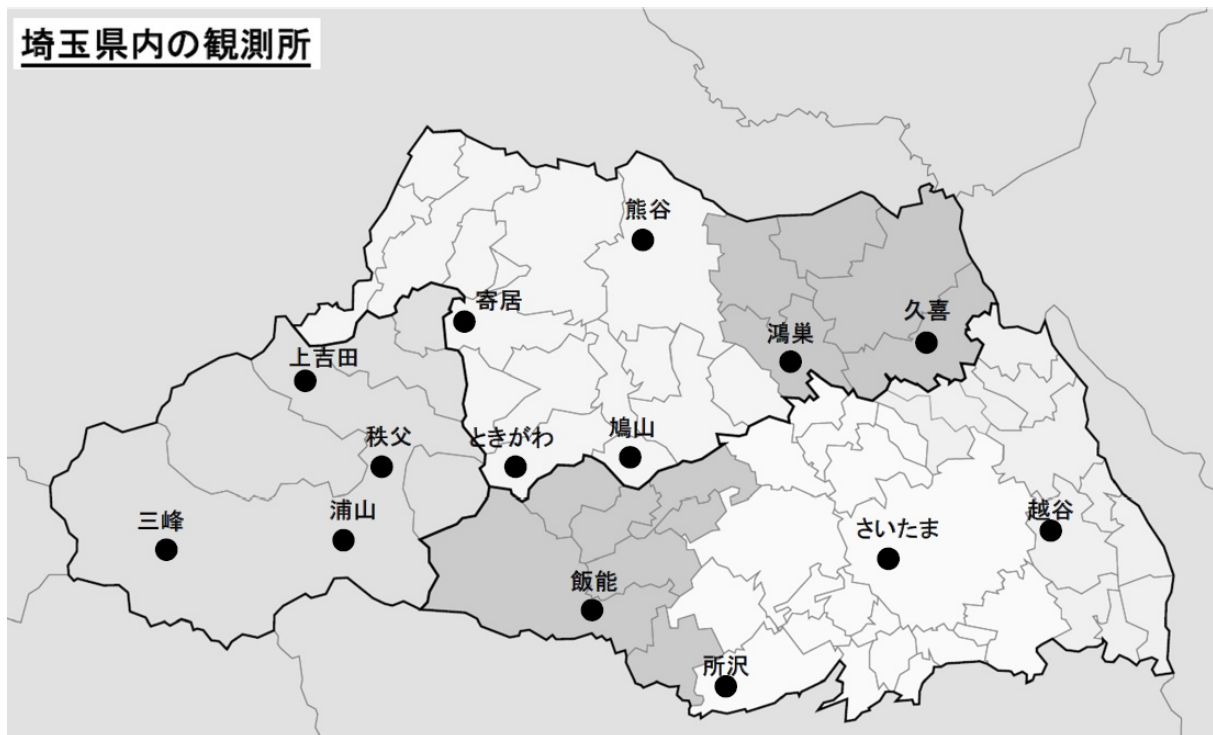 埼玉県内の観測所
熊谷
寄居
久喜
鴻巣
上吉田
秩父
ときがわ
鳩山
三峰
浦山
さいたま
越谷
飯能
所沢